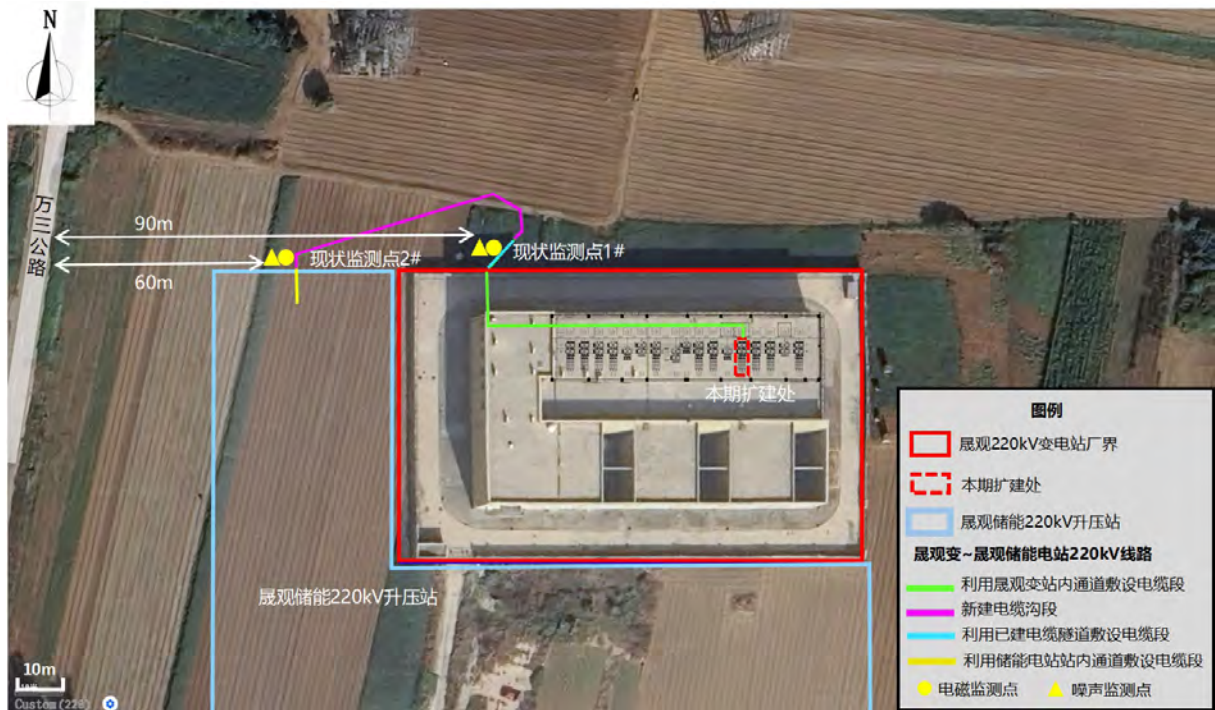 N
万三公路
90m
60m
现状监测点2#
现状监测点1#
本期扩建处
晟观储能220kV升压站
图例
晟观220kV变电站厂界
本期扩建处
晟观储能220kV升压站
晟观变~晟观储能电站220kV线路
利用晟观变站内通道敷设电缆段
新建电缆沟段
利用已建电缆隧道敷设电缆段
利用储能电站站内通道敷设电缆段
电磁监测点
噪声监测点
10m